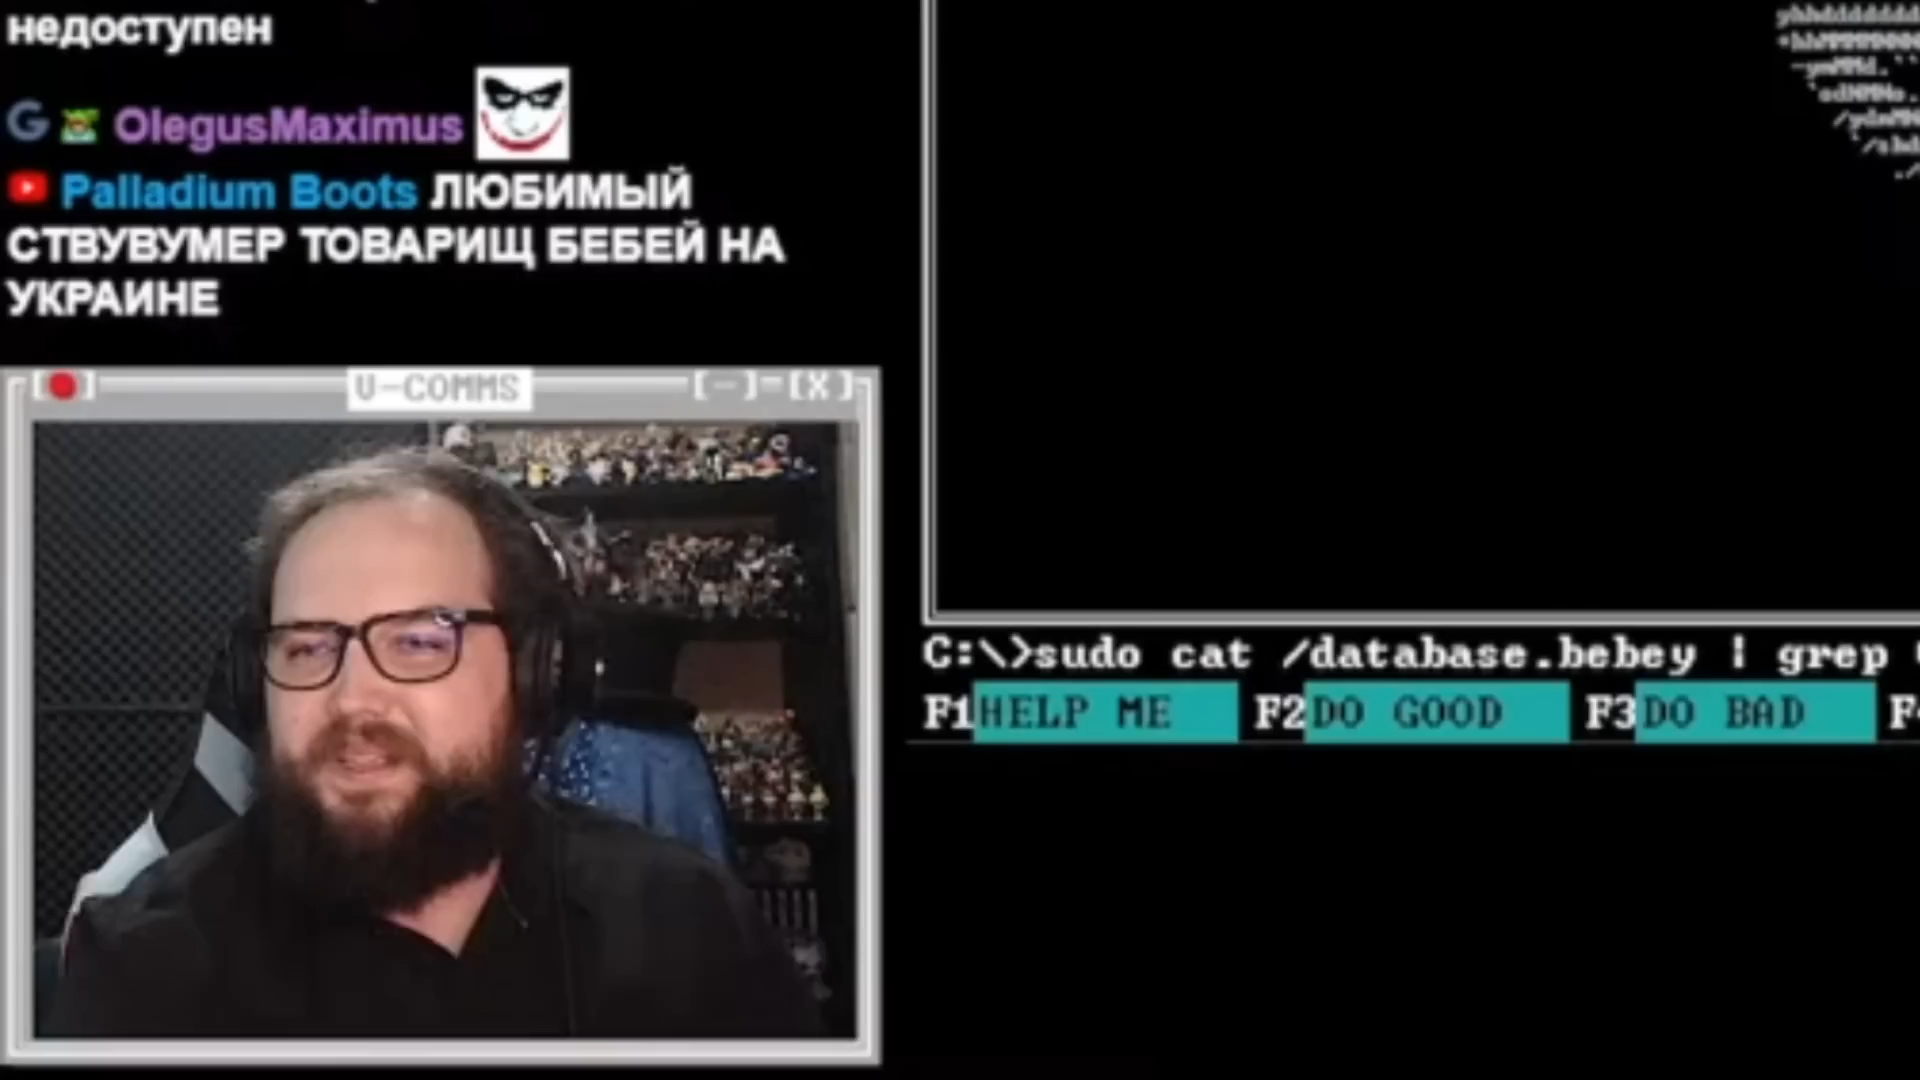 недоступен
OlegusMaximus
Palladium Boots ЛЮБИМЫЙ
СТВУВУМЕР ТОВАРИЩ БЕБЕЙ НА
УКРАИНЕ
[ ] U-COMMS [-]=[X]
C:\>sudo cat /database.bebey | grep
F1HELP ME F2DO GOOD F3DO BAD